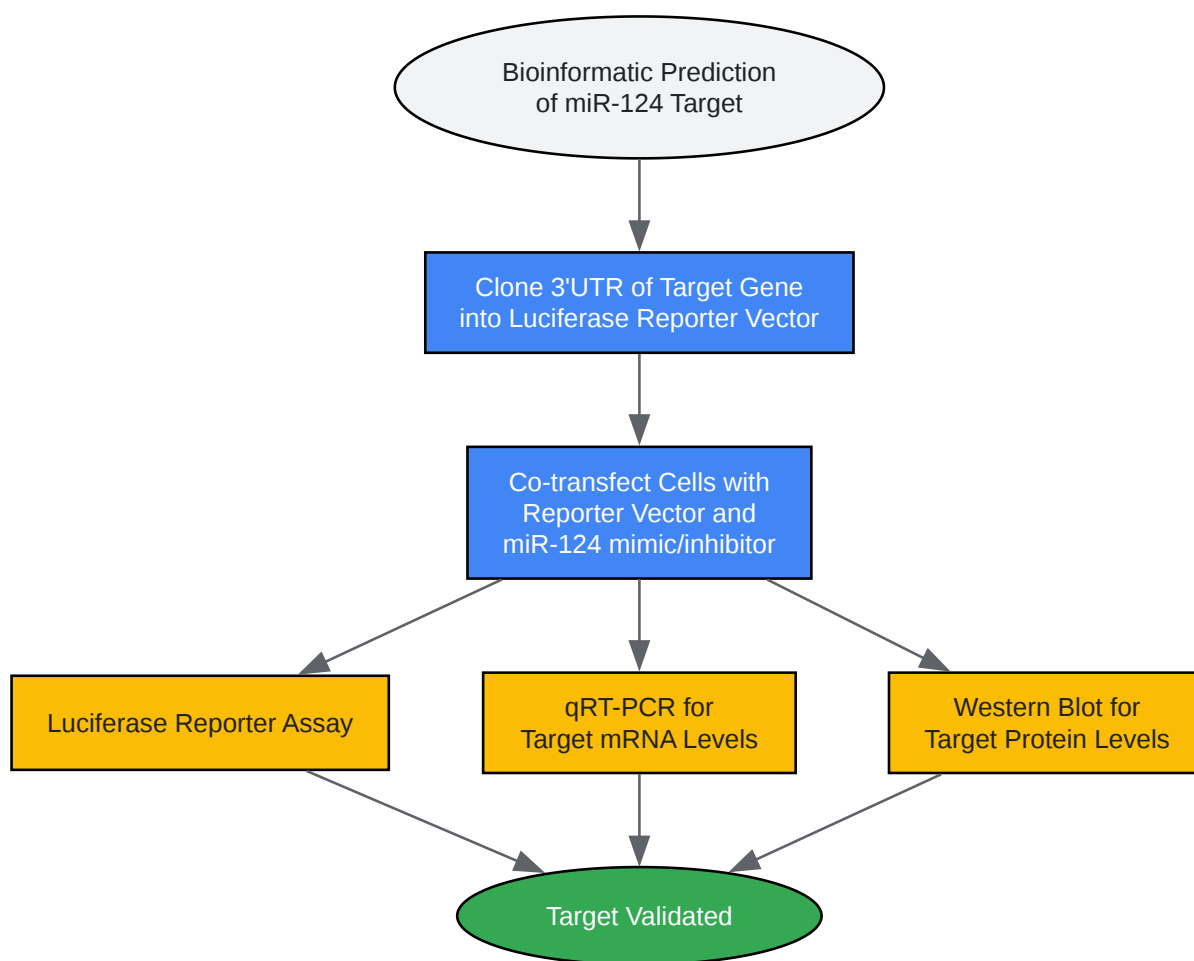 Bioinformatic Prediction
of miR-124 Target
Clone 3'UTR of Target Gene
into Luciferase Reporter Vector
Co-transfect Cells with
Reporter Vector and
miR-124 mimic/inhibitor
Luciferase Reporter Assay
qRT-PCR for
Target mRNA Levels
Western Blot for
Target Protein Levels
Target Validated